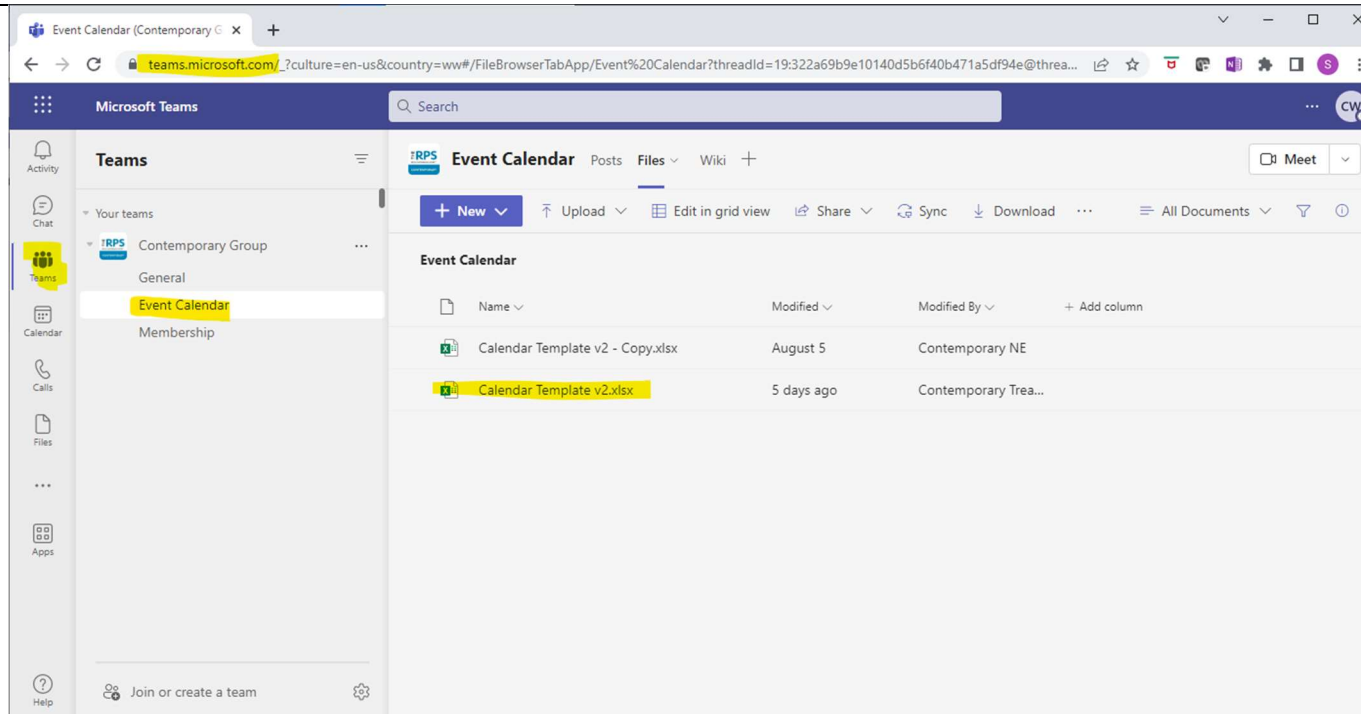 Event Calendar (Contemporary G
teams.microsoft.com/_?culture=en-us&country=ww#/FileBrowserTabApp/Event%20Calendar?threadId=19:322a69b9e10140d5b6f40b471a5df94e@threa...
S
Microsoft Teams
Search
CW
Activity
Chat
Teams
Calendar
Calls
Files
Apps
Help
Teams
Your teams
RPS Contemporary Group
General
Event Calendar
Membership
Join or create a team
RPS Event Calendar Posts Files Wiki
Meet
New Upload Edit in grid view Share Sync Download ... All Documents
Event Calendar
Name Modified Modified By + Add column
Calendar Template v2 - Copy.xlsx August 5 Contemporary NE
Calendar Template v2.xlsx 5 days ago Contemporary Trea...